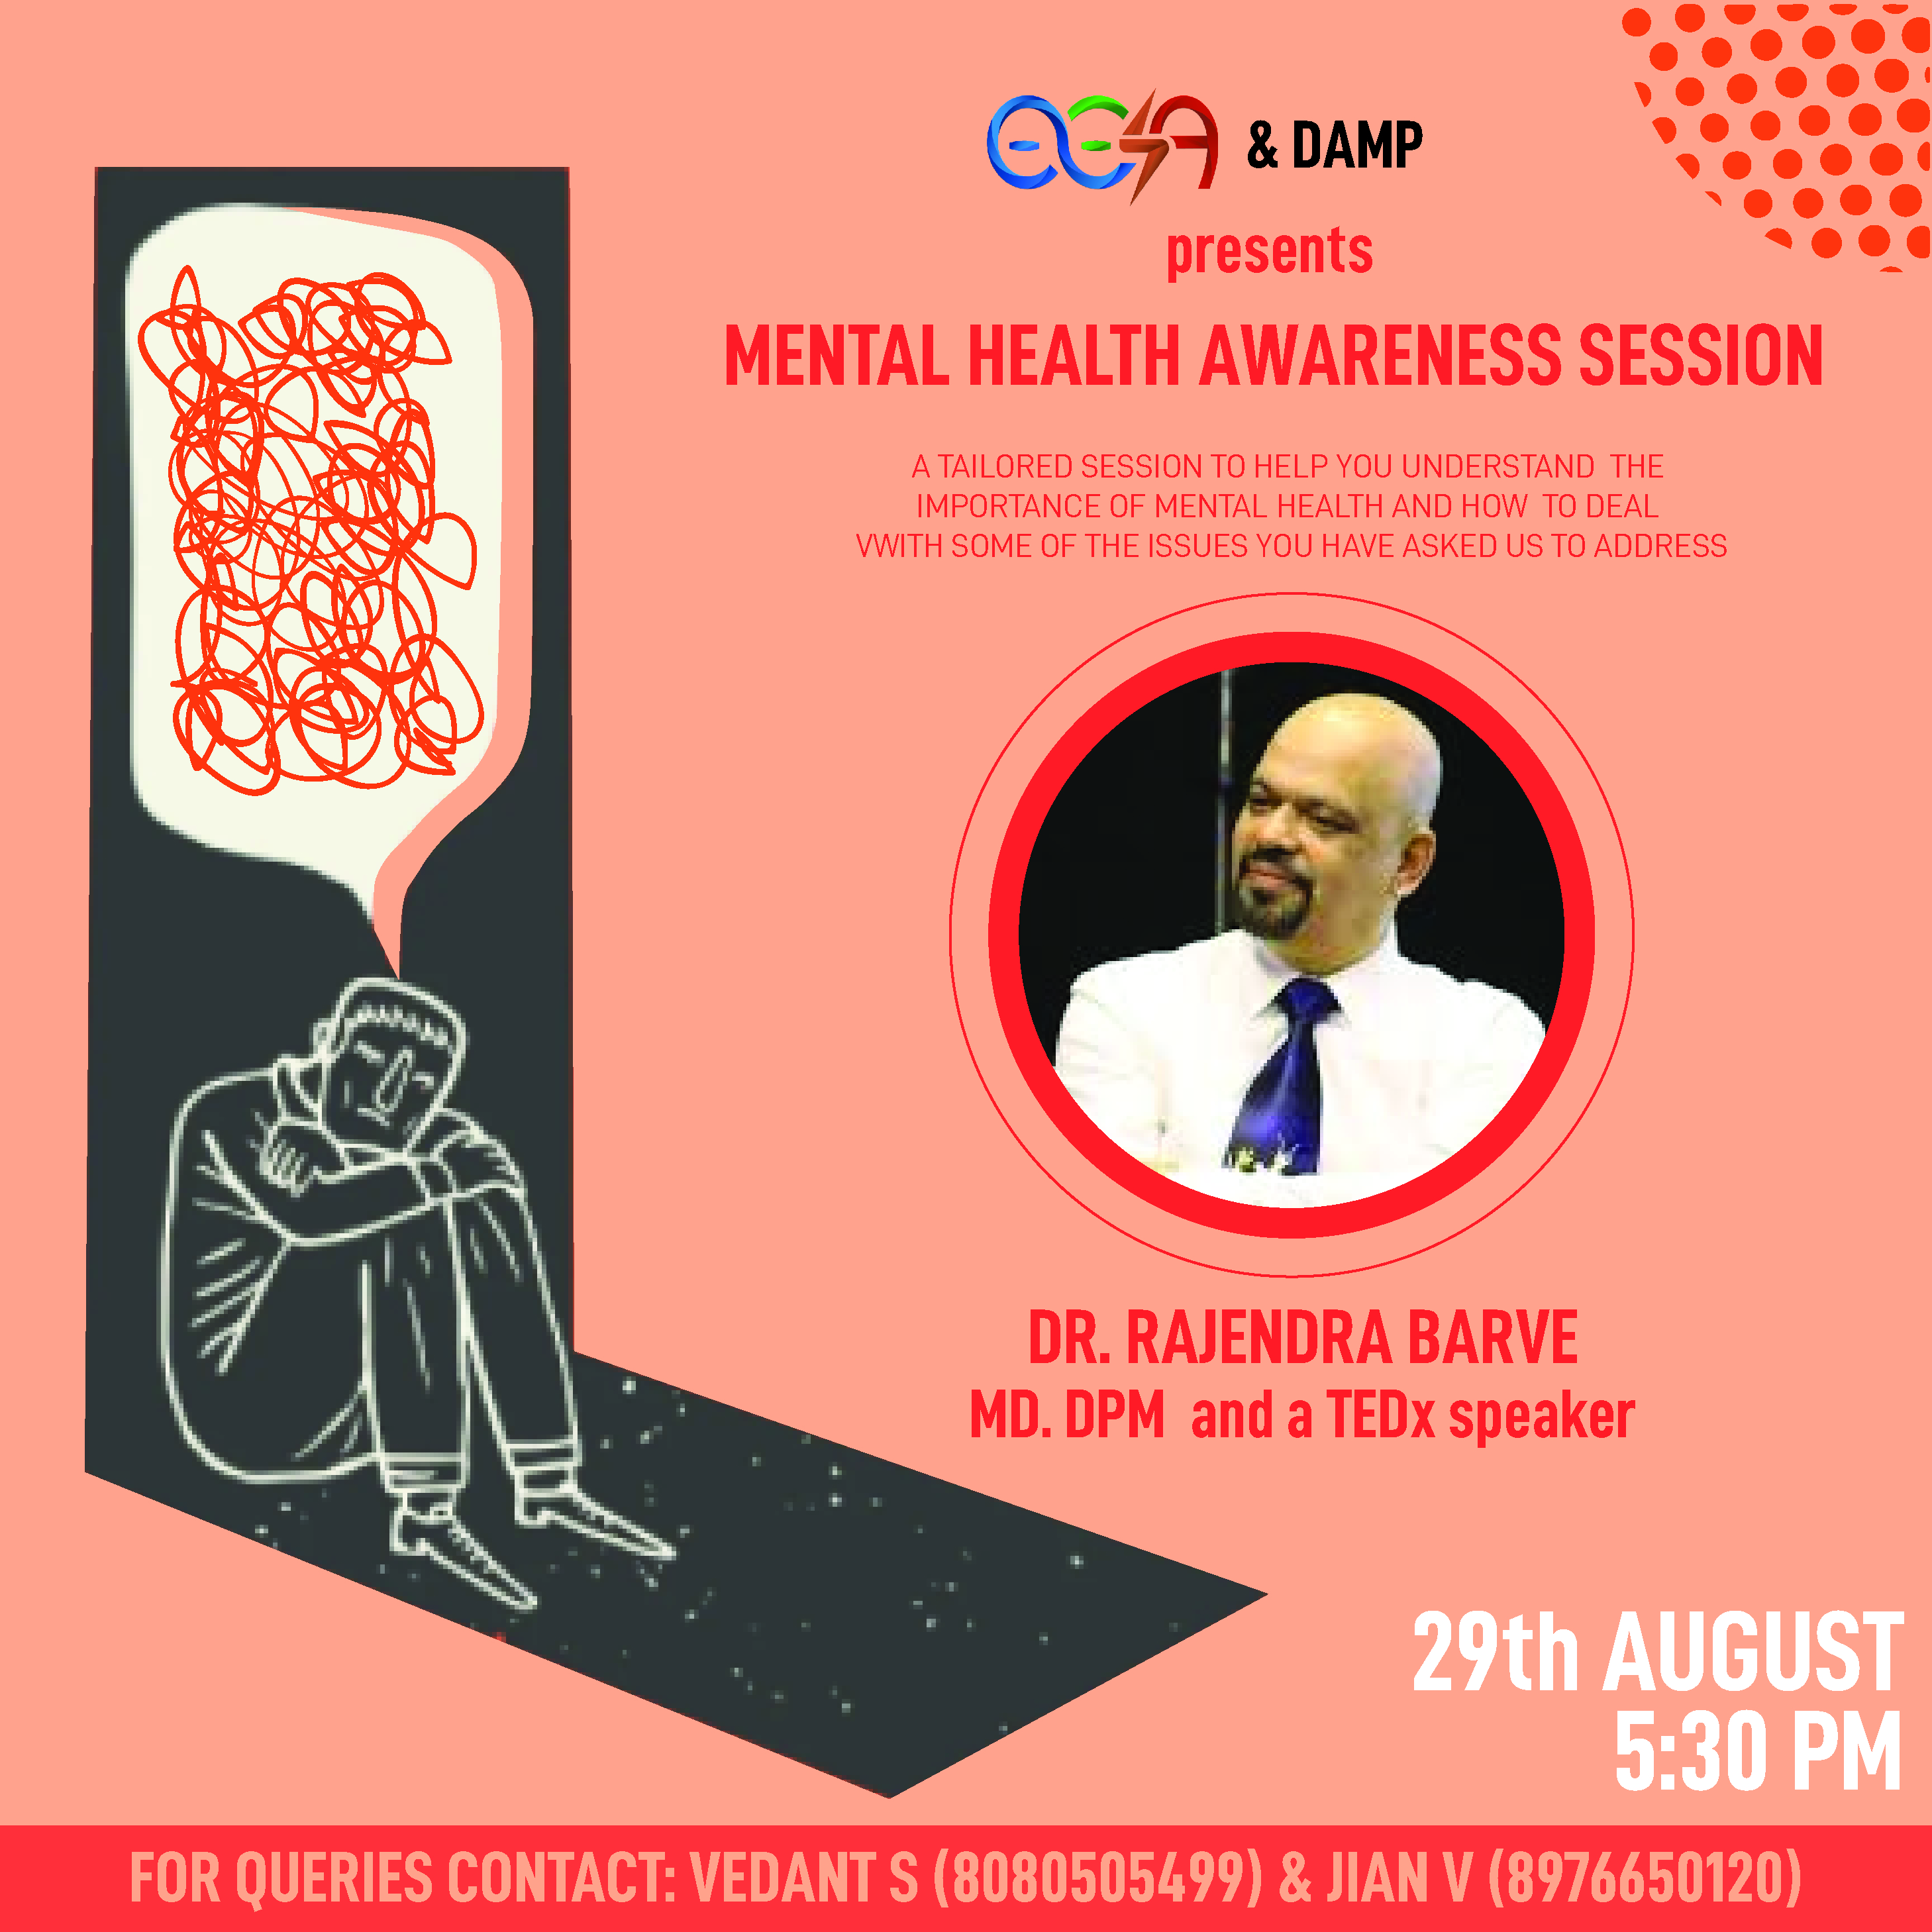 & DAMP
presents
MENTAL HEALTH AWARENESS SESSION
A TAILORED SESSION TO HELP YOU UNDERSTAND THE
IMPORTANCE OF MENTAL HEALTH AND HOW TO DEAL
VWITH SOME OF THE ISSUES YOU HAVE ASKED US TO ADDRESS
DR. RAJENDRA BARVE
MD. DPM and a TEDx speaker
29th AUGUST
5:30 PM
FOR QUERIES CONTACT: VEDANT S (8080505499) & JIAN V (8976650120)